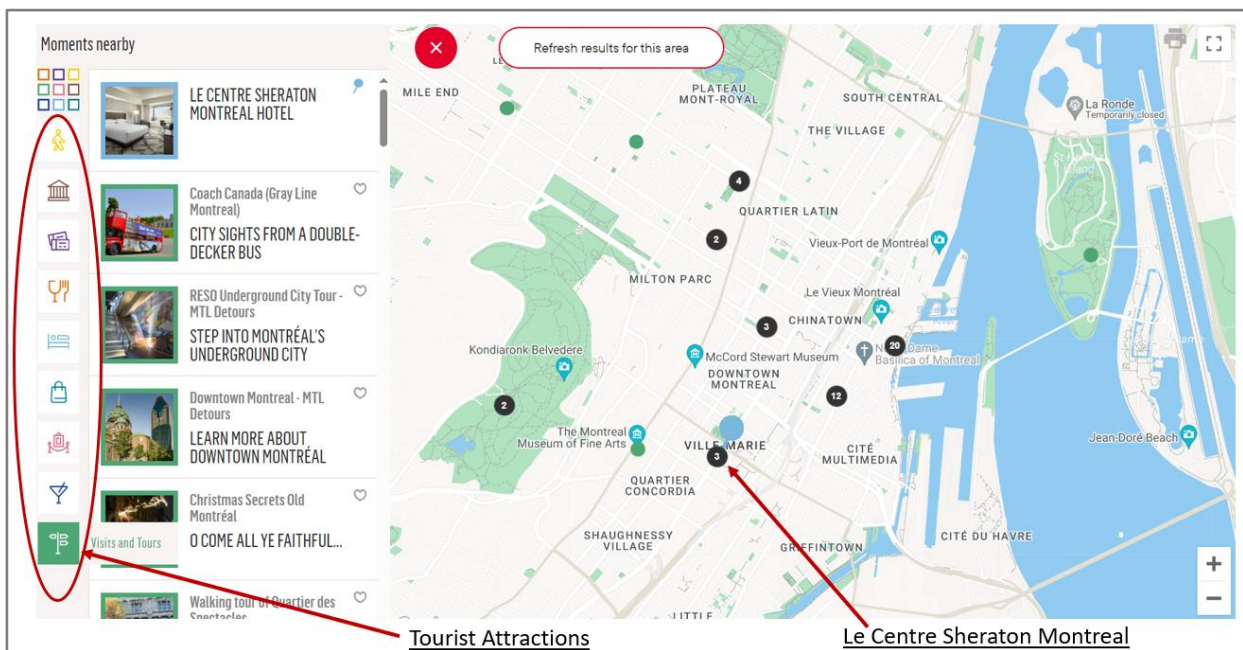 Moments nearby
LE CENTRE SHERATON
MONTREAL HOTEL
Coach Canada (Gray Line
Montreal)
CITY SIGHTS FROM A DOUBLE-
DECKER BUS
RESO Underground City Tour -
MTL Detours
STEP INTO MONTRÉAL'S
UNDERGROUND CITY
Downtown Montreal - MTL
Detours
LEARN MORE ABOUT
DOWNTOWN MONTRÉAL
Christmas Secrets Old
Montréal
O COME ALL YE FAITHFUL...
Visits and Tours
Walking tour of Quartier des
Spectacles
Refresh results for this area
MILE END
PLATEAU
MONT-ROYAL
SOUTH CENTRAL
La Ronde
Temporarily closed
THE VILLAGE
4
QUARTIER LATIN
2
Vieux-Port de Montréal
MILTON PARC
Le Vieux Montréal
3
CHINATOWN
20
Basilica of Montreal
Kondiaronk Belvedere
McCord Stewart Museum
DOWNTOWN
MONTREAL
2
12
The Montreal
Museum of Fine Arts
VILLE-MARIE
3
CITÉ
MULTIMEDIA
Jean-Doré Beach
QUARTIER
CONCORDIA
SHAUGHNESSY
VILLAGE
GRIFFINTOWN
CITÉ DU HAVRE
LITTLE
+
−
Tourist Attractions
Le Centre Sheraton Montreal